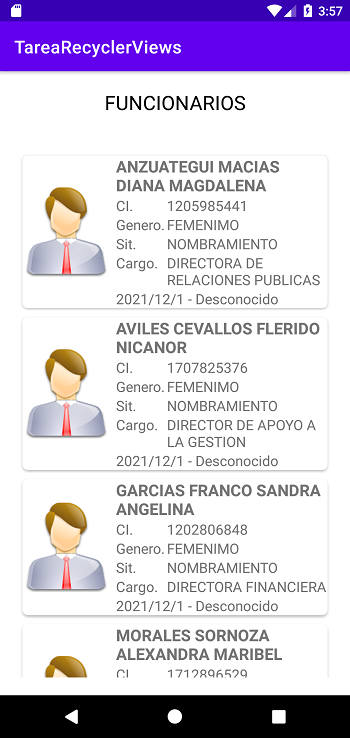 3:57
TareaRecyclerViews
FUNCIONARIOS
ANZUATEGUI MACIAS
DIANA MAGDALENA
CI. 1205985441
Genero. FEMENIMO
Sit. NOMBRAMIENTO
Cargo. DIRECTORA DE
RELACIONES PUBLICAS
2021/12/1 - Desconocido
AVILES CEVALLOS FLERIDO
NICANOR
CI. 1707825376
Genero. FEMENIMO
Sit. NOMBRAMIENTO
Cargo. DIRECTOR DE APOYO A
LA GESTION
2021/12/1 - Desconocido
GARCIAS FRANCO SANDRA
ANGELINA
CI. 1202806848
Genero. FEMENIMO
Sit. NOMBRAMIENTO
Cargo. DIRECTORA FINANCIERA
2021/12/1 - Desconocido
MORALES SORNOZA
ALEXANDRA MARIBEL
CI. 1712896529